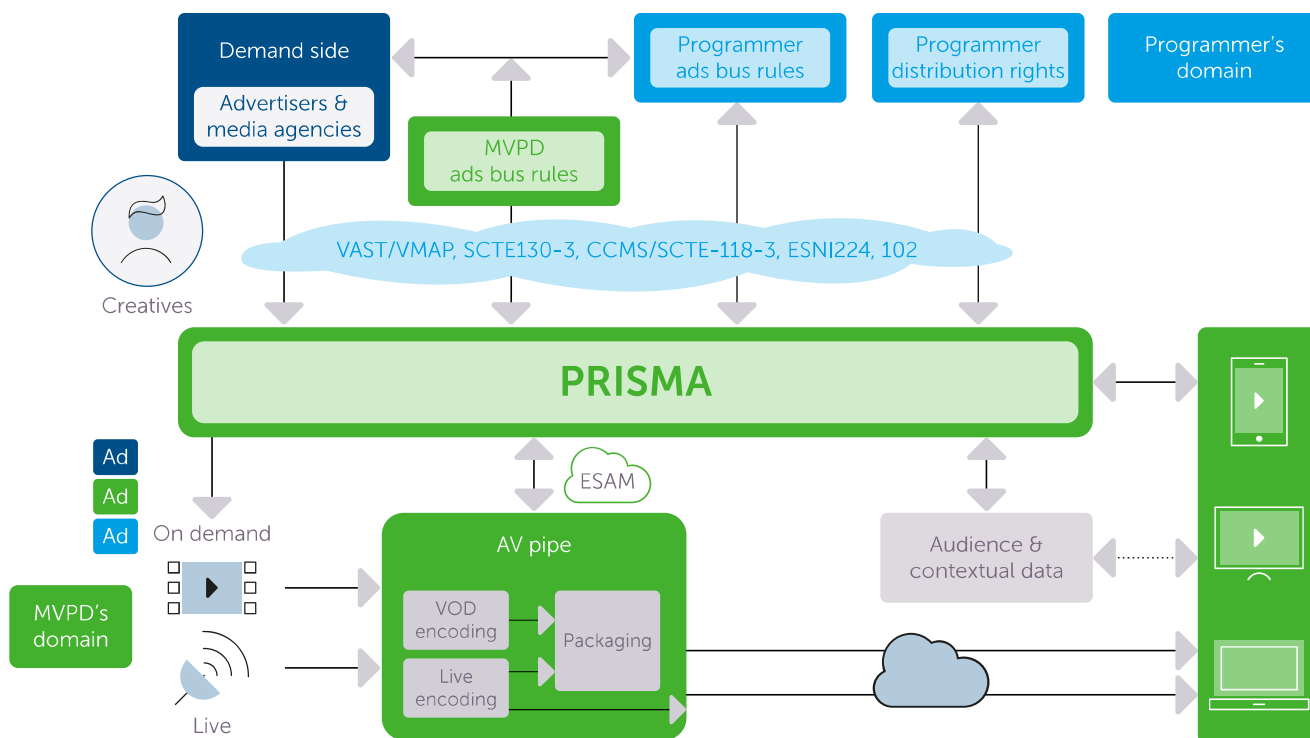 Demand side
Advertisers &
media agencies
Programmer
ads bus rules
Programmer
distribution rights
Programmer's
domain
MVPD
ads bus rules
VAST/VMAP, SCTE130-3, CCMS/SCTE-118-3, ESNI224, 102
Creatives
PRISMA
Ad
Ad
Ad
ESAM
On demand
AV pipe
Audience &
contextual data
MVPD's
domain
VOD
encoding
Packaging
Live
encoding
Live